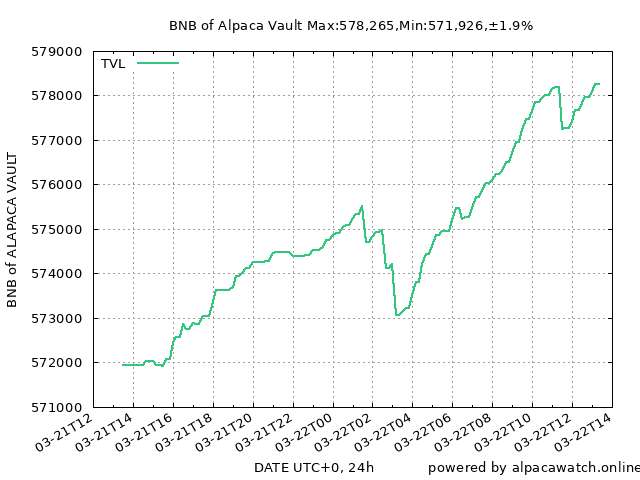 BNB of Alpaca Vault Max:578,265,Min:571,926,±1.9%
TVL
579000
578000
577000
576000
575000
574000
573000
572000
571000
BNB of ALAPACA VAULT
03-21T12
03-21T14
03-21T16
03-21T18
03-21T20
03-21T22
03-22T00
03-22T02
03-22T04
03-22T06
03-22T08
03-22T10
03-22T12
03-22T14
DATE UTC+0, 24h
powered by alpacawatch.online